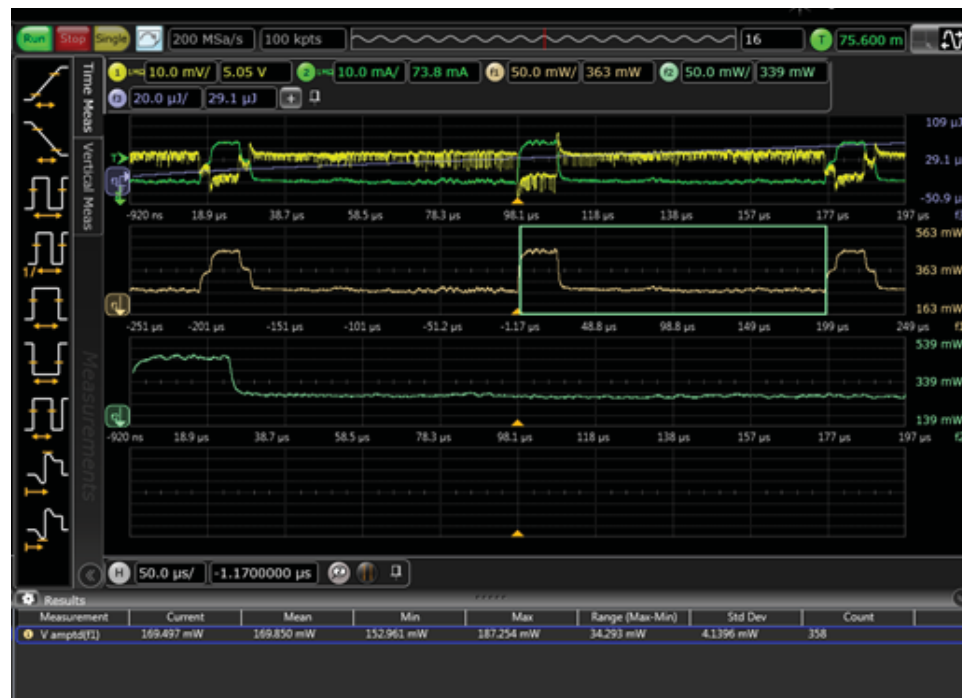 Run Stop Single 200 MSa/s 100 kpts 16 T 75.600 m
1 10.0 mV/ 5.05 V 2 10.0 mA/ 73.8 mA f1 50.0 mW/ 363 mW f2 50.0 mW/ 339 mW
f3 20.0 µJ/ 29.1 µJ +
Time Meas
Vertical Meas
Measurements
109 µJ
29.1 µ
-50.9 µ
-920 ns 18.9 µs 38.7 µs 58.5 µs 78.3 µs 98.1 µs 118 µs 138 µs 157 µs 177 µs 197 µs
563 mW
363 mW
163 mW
-251 µs -201 µs -151 µs -101 µs -51.2 µs -1.17 µs 48.8 µs 98.8 µs 149 µs 199 µs 249 µs f1
539 mW
339 mW
139 mW
-920 ns 18.9 µs 38.7 µs 58.5 µs 78.3 µs 98.1 µs 118 µs 138 µs 157 µs 177 µs 197 µs f2
1/
H 50.0 µs/ -1.1700000 µs
Results
Measurement Current Mean Min Max Range (Max-Min) Std Dev Count
V amptd(f1) 169.497 mW 169.850 mW 152.961 mW 187.254 mW 34.293 mW 4.1396 mW 358